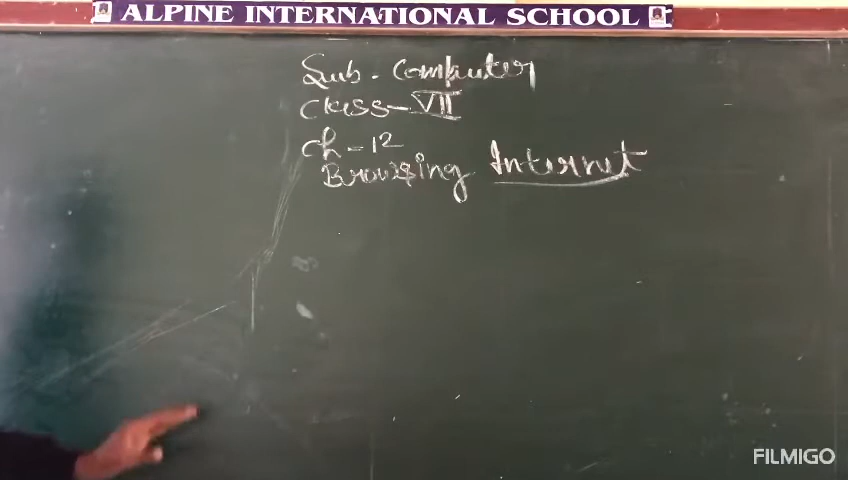 ALPINE INTERNATIONAL SCHOOL
Sub - Computer
Class - VII
Ch - 12
Browsing Internet
FILMIGO